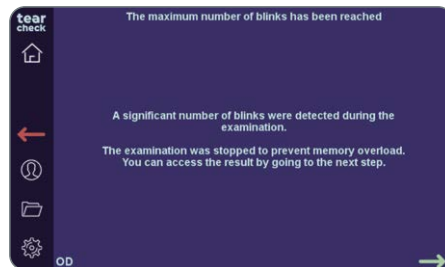 tear
check
The maximum number of blinks has been reached
A significant number of blinks were detected during the
examination.
The examination was stopped to prevent memory overload.
You can access the result by going to the next step.
OD